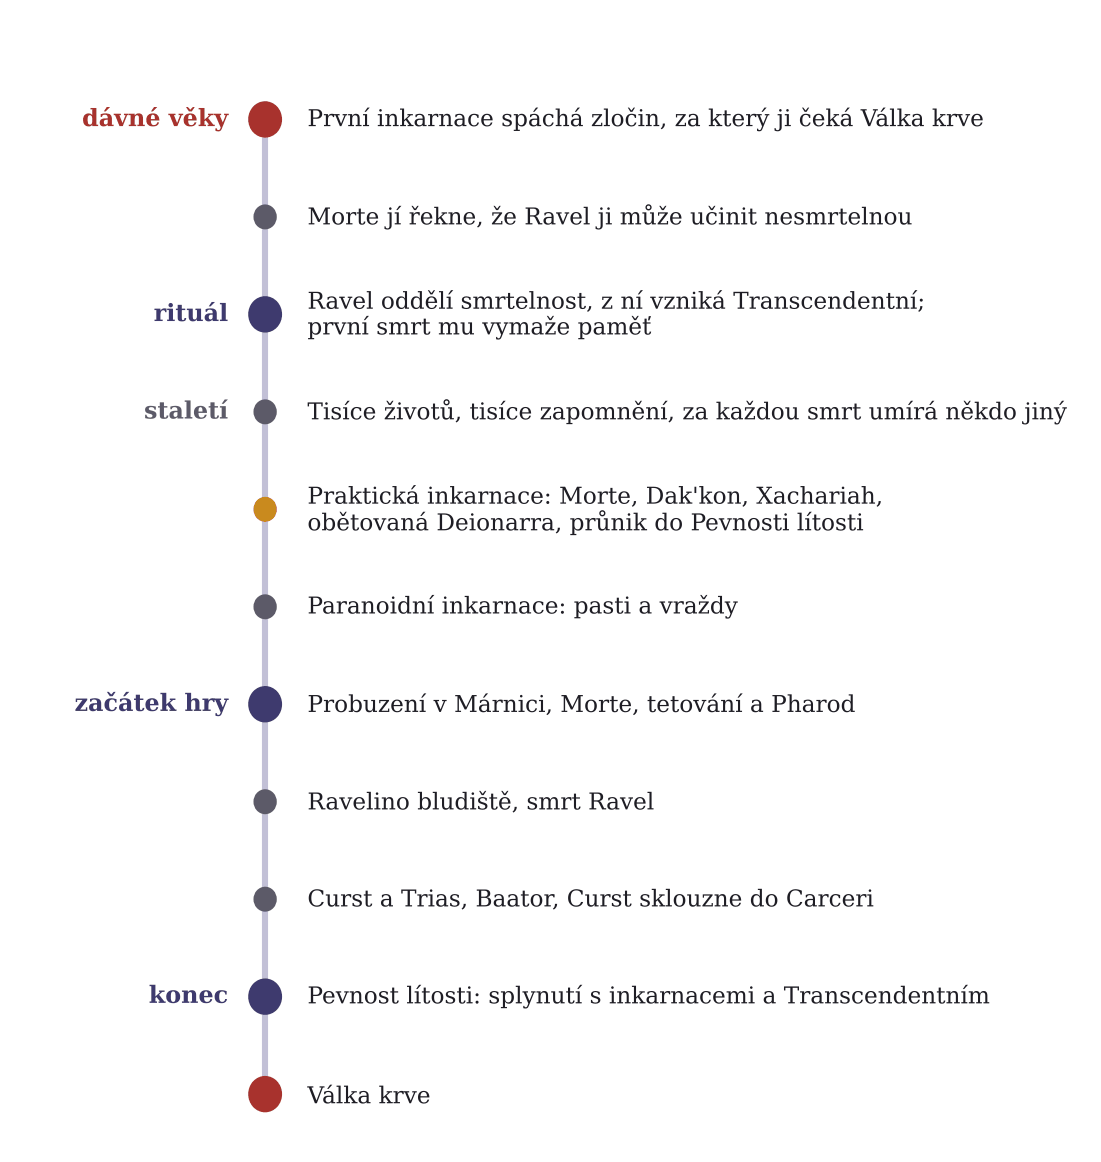 dávné věky
První inkarnace spáchá zločin, za který ji čeká Válka krve
Morte jí řekne, že Ravel ji může učinit nesmrtelnou
rituál
Ravel oddělí smrtelnost, z ní vzniká Transcendentní;
první smrt mu vymaže paměť
staletí
Tisíce životů, tisíce zapomnění, za každou smrt umírá někdo jiný
Praktická inkarnace: Morte, Dak'kon, Xachariah,
obětovaná Deionarra, průnik do Pevnosti lítosti
Paranoidní inkarnace: pasti a vraždy
začátek hry
Probuzení v Márnici, Morte, tetování a Pharod
Ravelino bludiště, smrt Ravel
Curst a Trias, Baator, Curst sklouzne do Carceri
konec
Pevnost lítosti: splynutí s inkarnacemi a Transcendentním
Válka krve